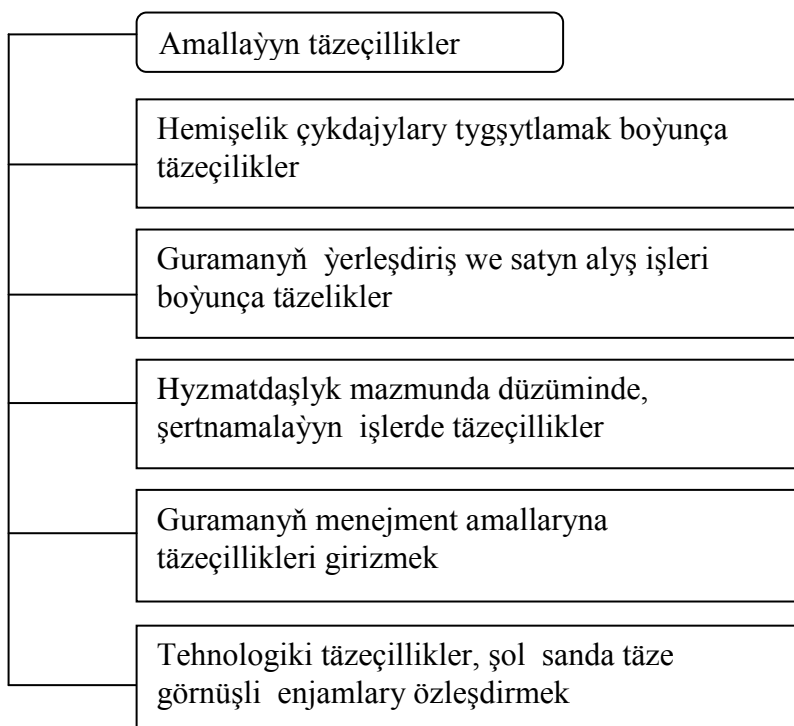 Amallaỳyn täzeçillikler
Hemişelik çykdajylary tygşytlamak boỳunça
täzeçilikler
Guramanyň ỳerleşdiriş we satyn alyş işleri
boỳunça täzelikler
Hyzmatdaşlyk mazmunda düzüminde,
şertnamalaỳyn işlerde täzeçillikler
Guramanyň menejment amallaryna
täzeçillikleri girizmek
Tehnologiki täzeçillikler, şol sanda täze
görnüşli enjamlary özleşdirmek